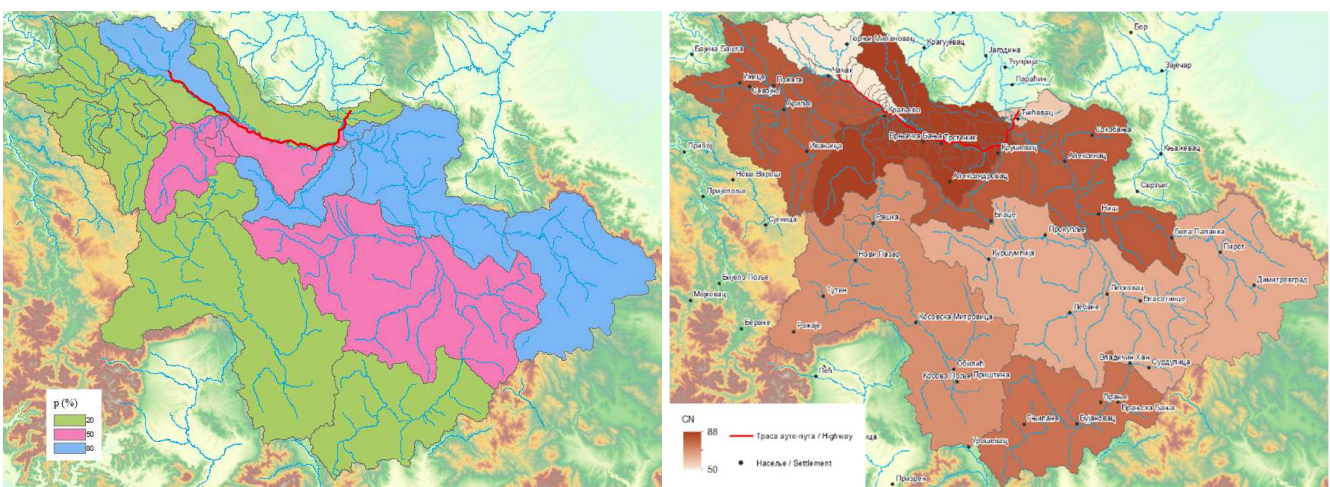 p (%)
20
50
80
Бор
Бајина Башта
Горњи Милановац
Крагујевац
Јагодина
Ћуприја
Зајечар
Параћин
Ужице
Севојно
Пожега
Чачак
Ариље
Краљево
Ћићевац
Врњачка Бања
Трстеник
Крушевац
Сокобања
Алексинац
Књажевац
Прибој
Ивањица
Нова Варош
Александровац
Сврљиг
Пријепоље
Сјеница
Рашка
Блаце
Ниш
Прокупље
Бела Паланка
Пирот
Нови Пазар
Куршумлија
Бијело Поље
Димитровград
Мојковац
Тутин
Лесковац
Власотинце
Лебане
Беране
Рожаје
Косовска Митровица
Обилић
Владичин Хан
Сурдулица
Пећ
Косово Поље
Приштина
Врање
Врањска Бања
Гњилане
Бујановац
Урошевац
Призрен
CN
88
50
Траса ауто-пута / Highway
Насеље / Settlement